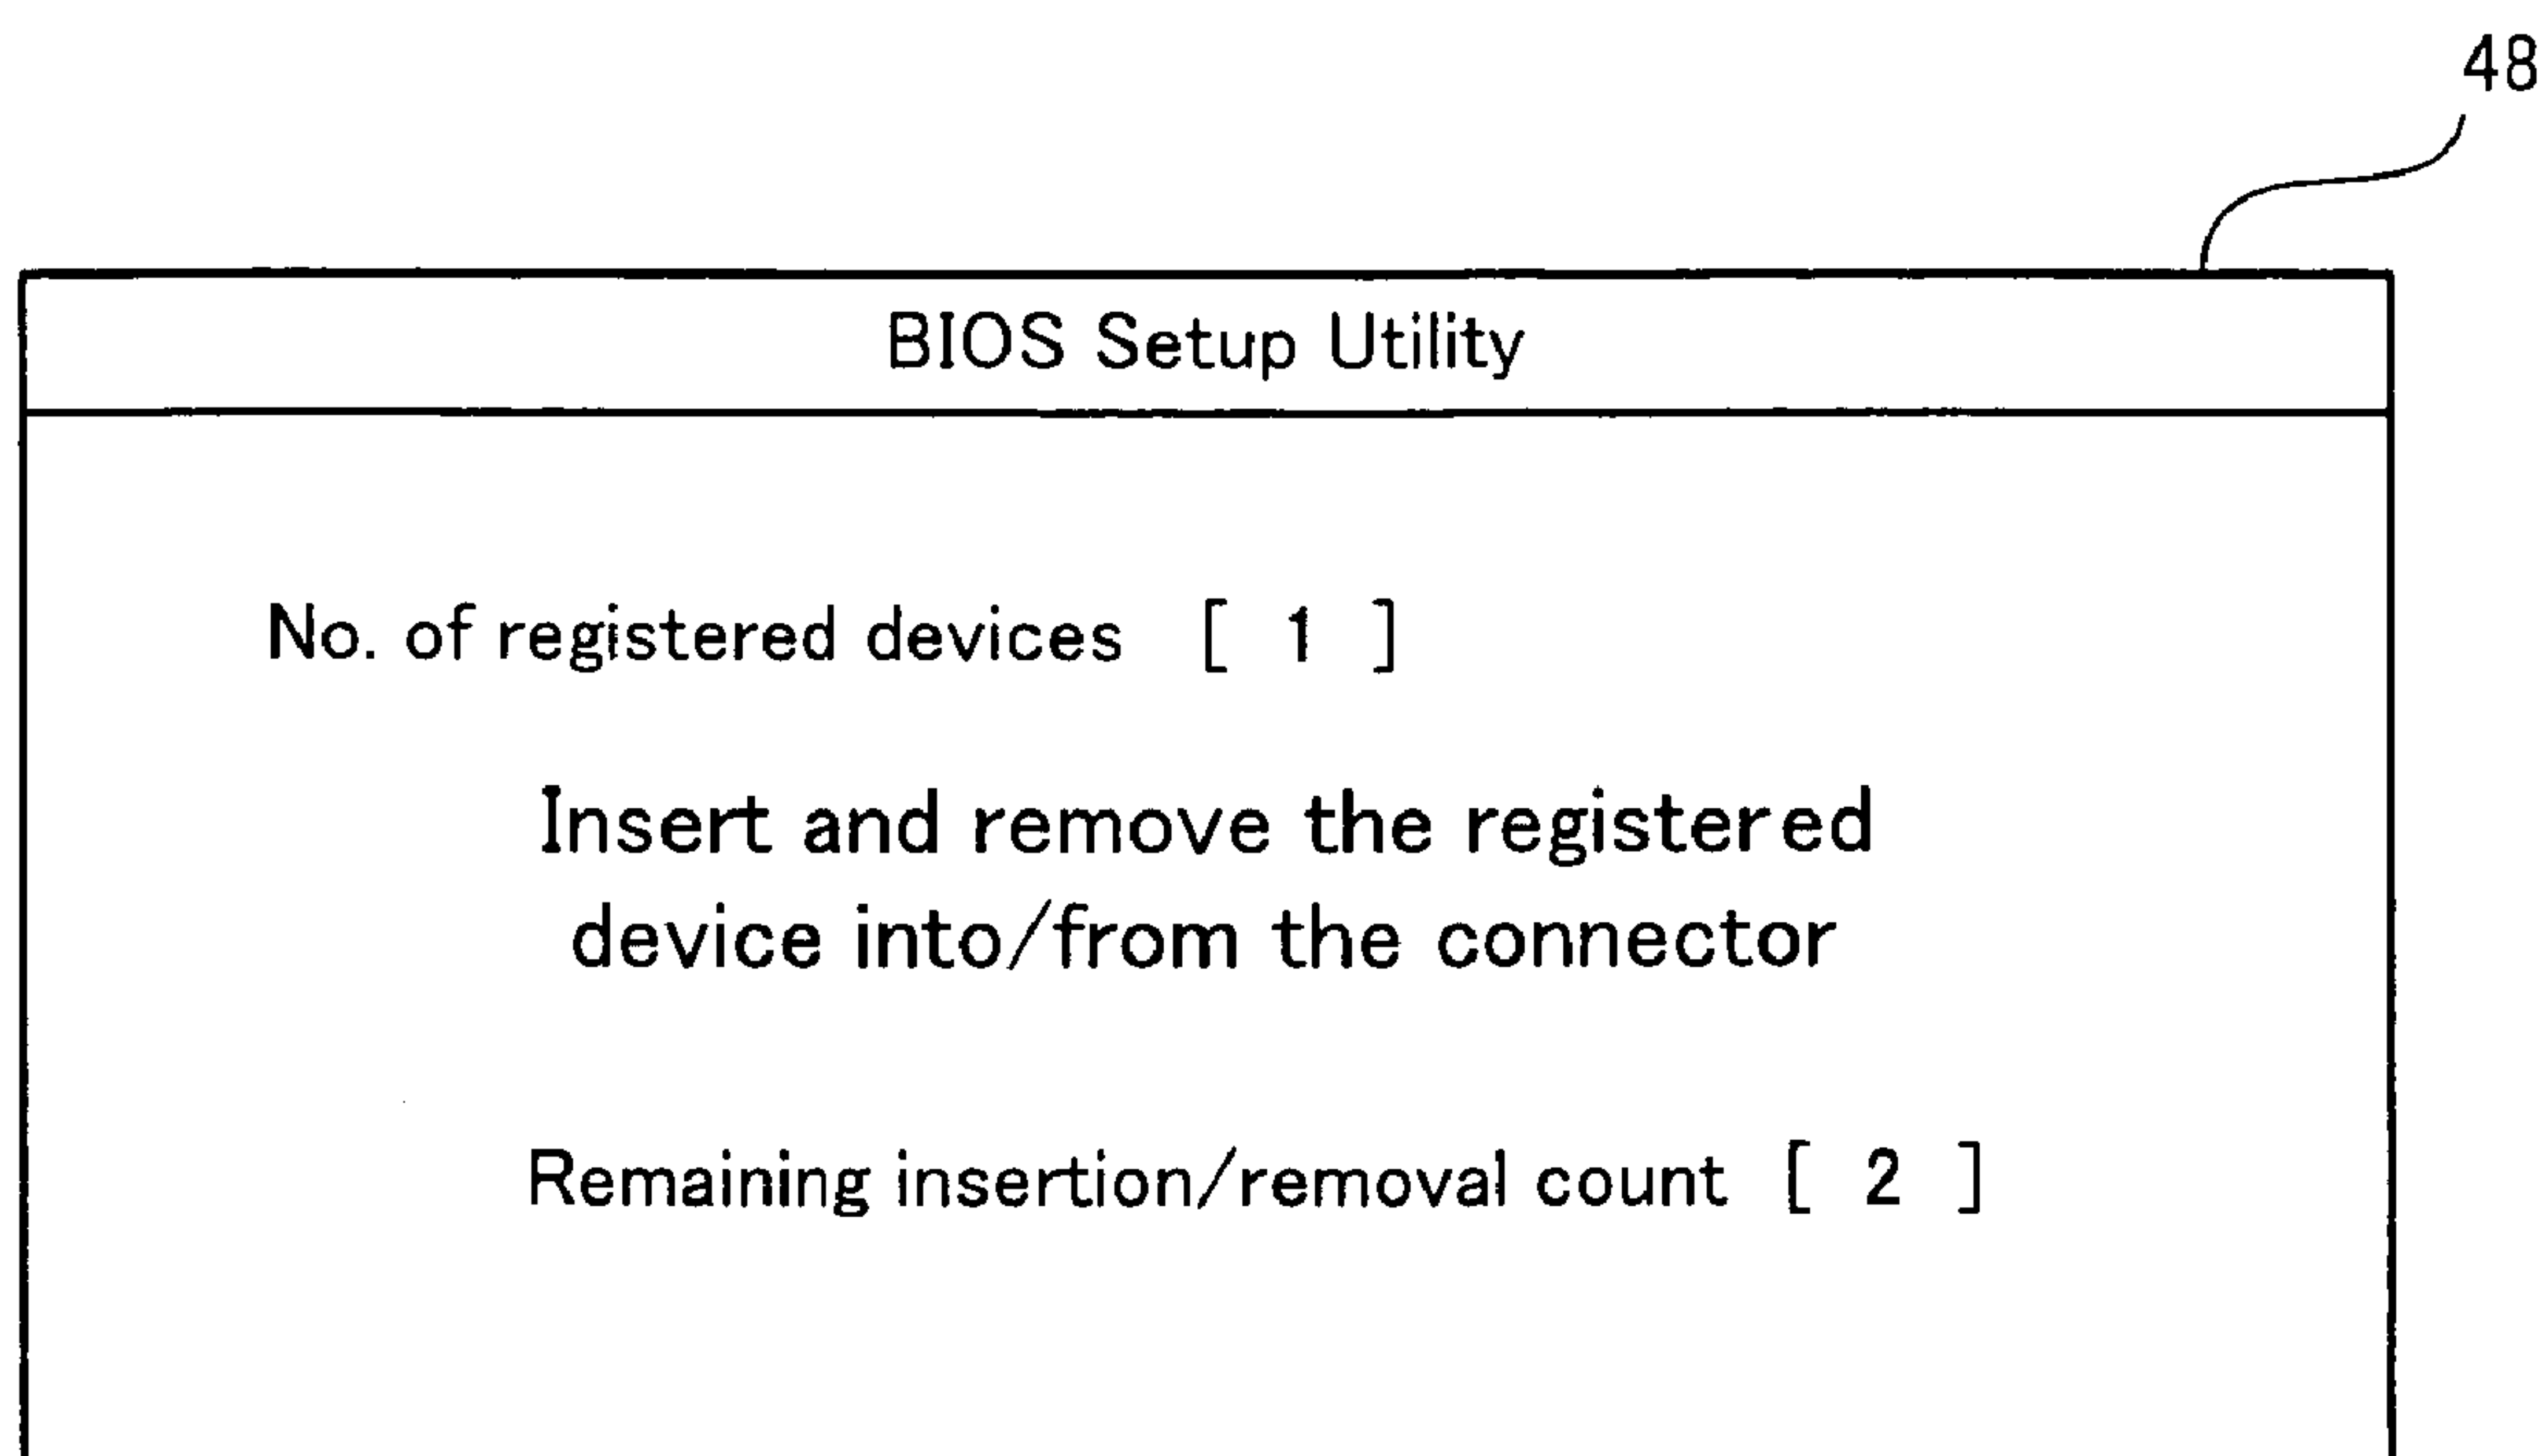 48
BIOS Setup Utility
No. of registered devices [ 1 ]
Insert and remove the registered
device into/from the connector
Remaining insertion/removal count [ 2 ]